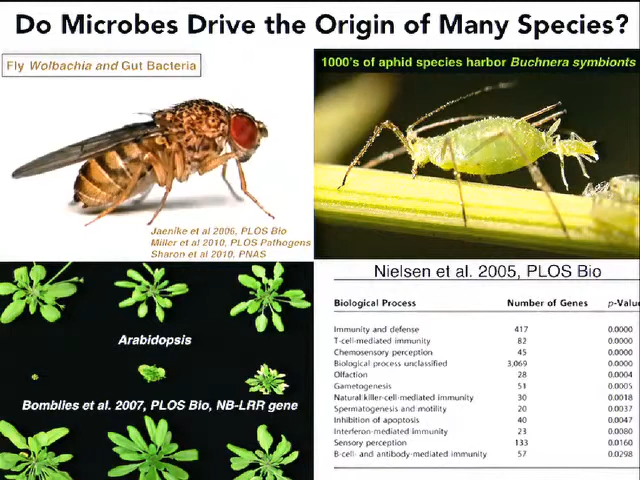 Do Microbes Drive the Origin of Many Species?
Fly Wolbachia and Gut Bacteria
1000's of aphid species harbor Buchnera symbionts
Jaenike et al 2006, PLOS Bio
Miller et al 2010, PLOS Pathogens
Sharon et al 2010, PNAS
Arabidopsis
Bomblies et al. 2007, PLOS Bio, NB-LRR gene
Nielsen et al. 2005, PLOS Bio
Biological Process Number of Genes p-Valu
Immunity and defense 417 0.0000
T-cell-mediated immunity 82 0.0000
Chemosensory perception 45 0.0000
Biological process unclassified 3,069 0.0000
Olfaction 28 0.0004
Gametogenesis 51 0.0005
Natural killer-cell-mediated immunity 30 0.0018
Spermatogenesis and motility 20 0.0037
Inhibition of apoptosis 40 0.0047
Interferon-mediated immunity 23 0.0080
Sensory perception 133 0.0160
B-cell- and antibody-mediated immunity 57 0.0298